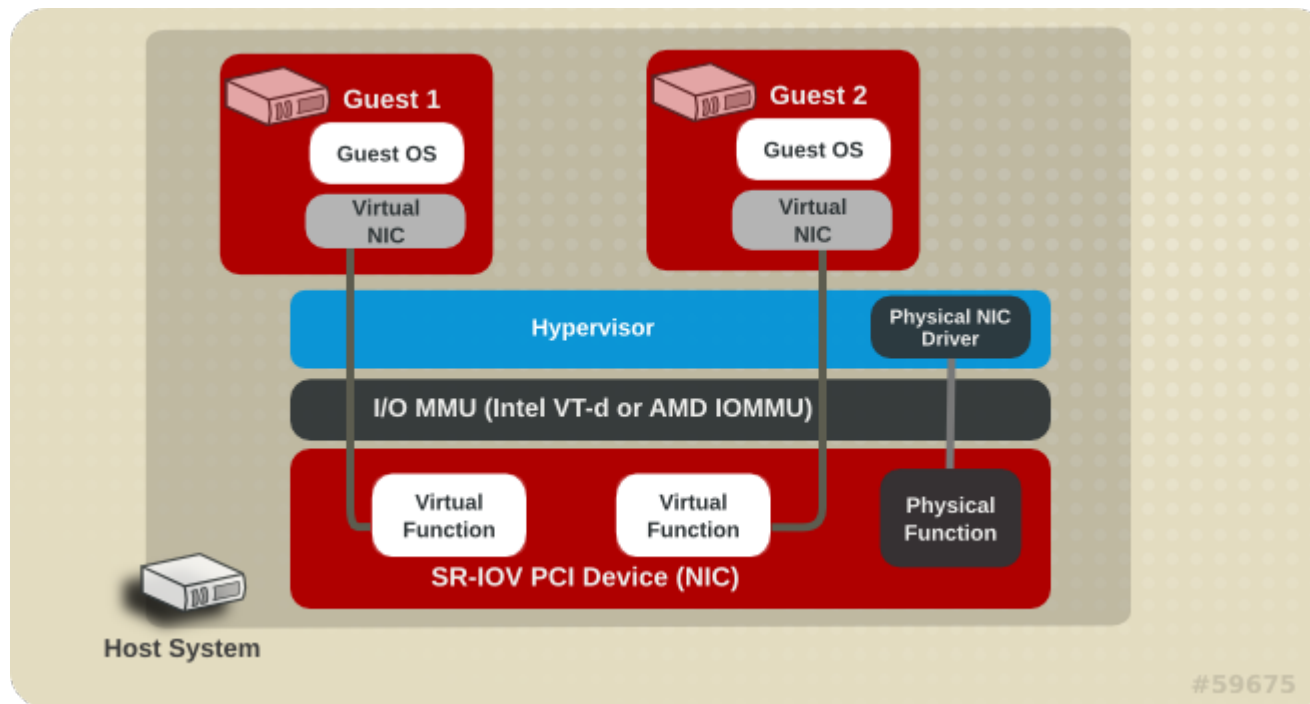 Guest 1
Guest OS
Virtual
NIC
Guest 2
Guest OS
Virtual
NIC
Hypervisor
Physical NIC
Driver
I/O MMU (Intel VT-d or AMD IOMMU)
Virtual
Function
Virtual
Function
Physical
Function
SR-IOV PCI Device (NIC)
Host System
#59675